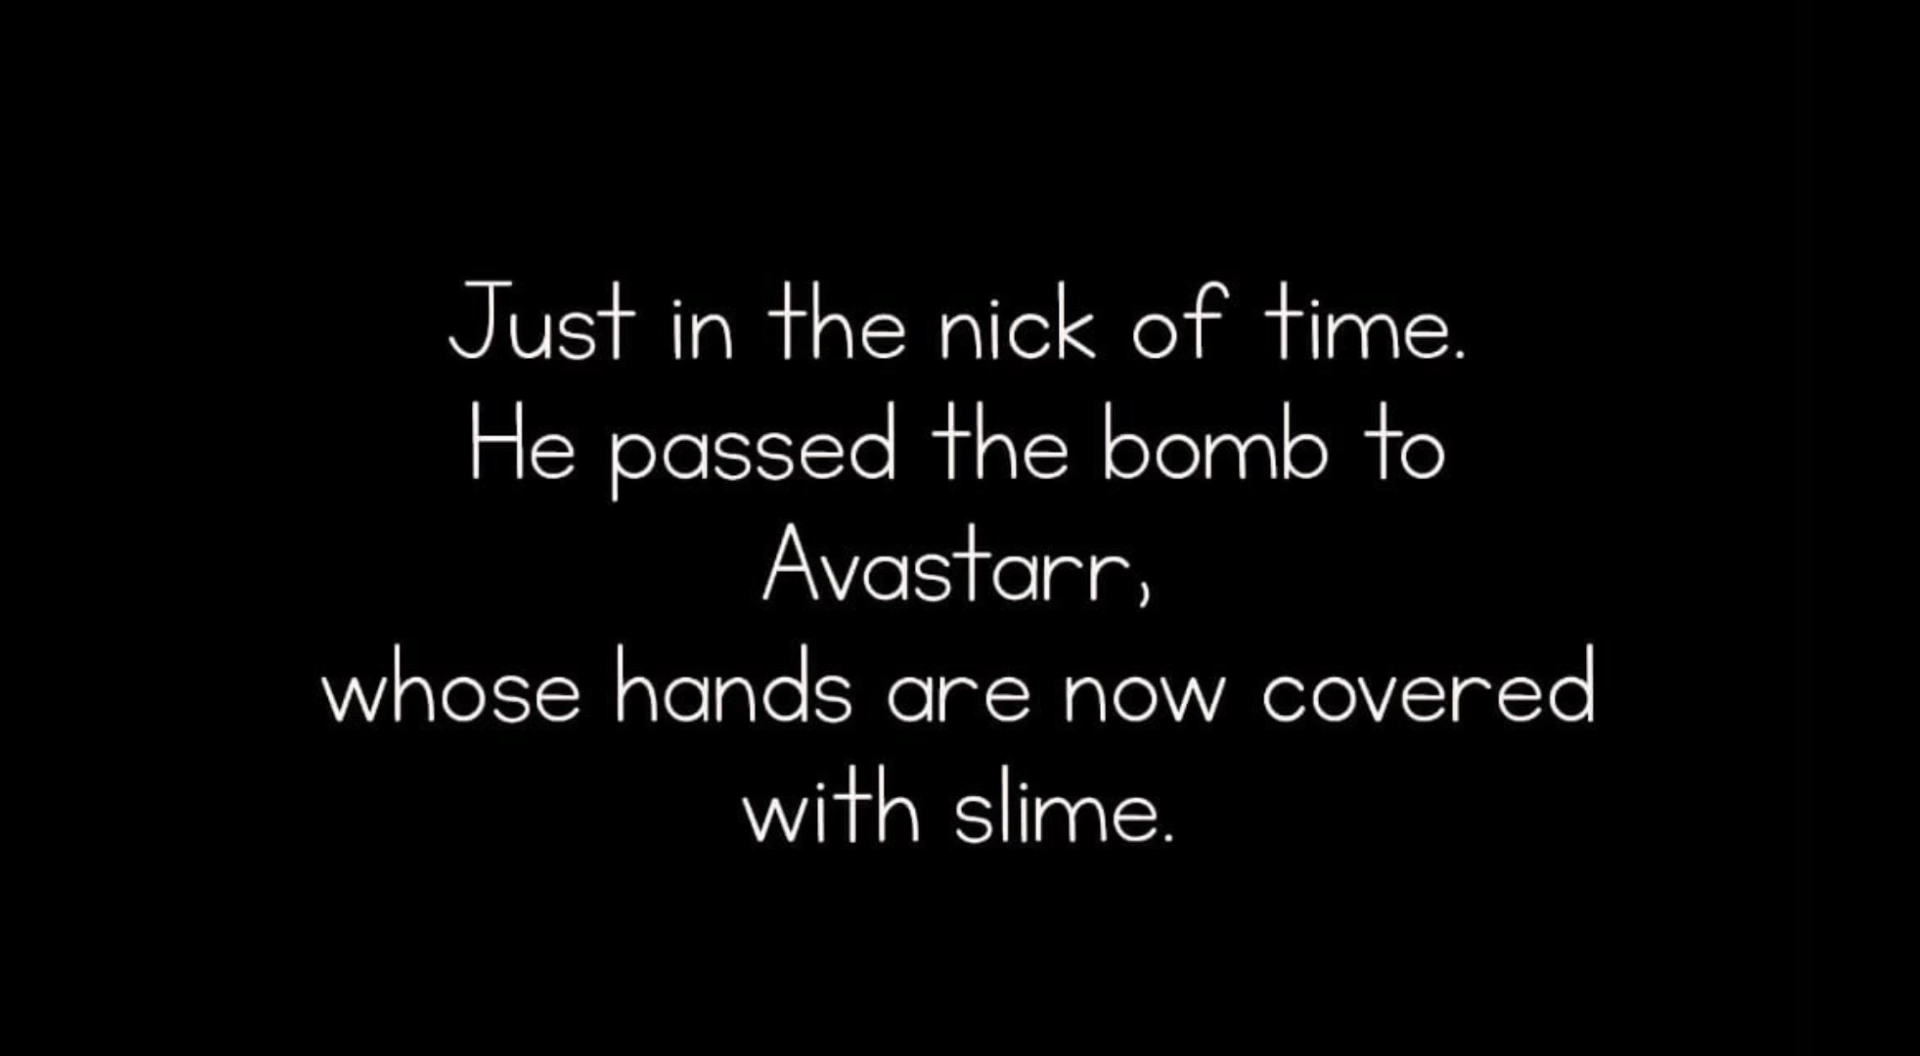 Just in the nick of time.
He passed the bomb to
Avastarr,
whose hands are now covered
with slime.